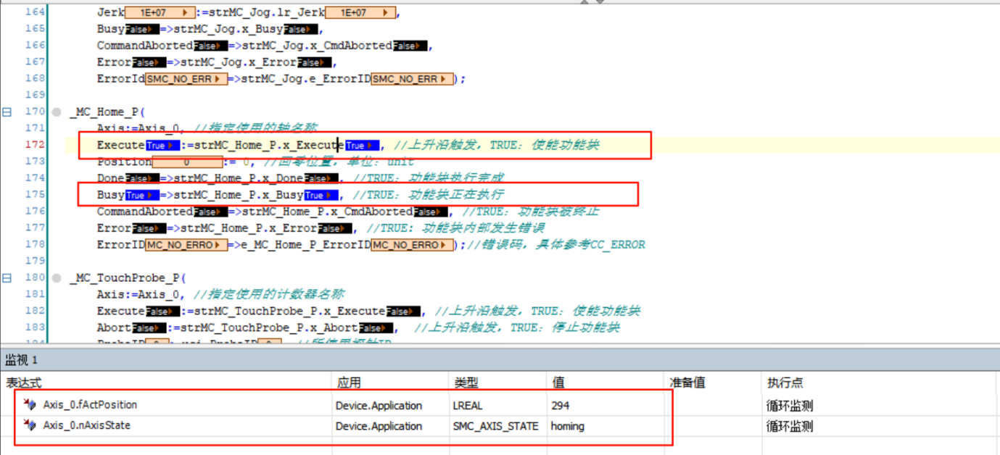 164 Jerk 1E+07 :=strMC_Jog.lr_Jerk 1E+07 ,
165 Busy False =>strMC_Jog.x_Busy False ,
166 CommandAborted False =>strMC_Jog.x_CmdAborted False ,
167 Error False =>strMC_Jog.x_Error False ,
168 ErrorId SMC_NO_ERR =>strMC_Jog.e_ErrorID SMC_NO_ERR );
169
170 _MC_Home_P(
171 Axis:=Axis_0, //指定使用的轴名称
172 Execute True :=strMC_Home_P.x_Execute True , //上升沿触发，TRUE：使能功能块
173 Position 0 := 0, //回零位置，单位：unit
174 Done False =>strMC_Home_P.x_Done False , //TRUE：功能块执行完成
175 Busy True =>strMC_Home_P.x_Busy True , //TRUE：功能块正在执行
176 CommandAborted False =>strMC_Home_P.x_CmdAborted False , //TRUE：功能块被终止
177 Error False =>strMC_Home_P.x_Error False , //TRUE：功能块内部发生错误
178 ErrorID MC_NO_ERRO =>e_MC_Home_P_ErrorID MC_NO_ERRO );//错误码，具体参考CC_ERROR
179
180 _MC_TouchProbe_P(
181 Axis:=Axis_0, //指定使用的计数器名称
182 Execute False :=strMC_TouchProbe_P.x_Execute False , //上升沿触发，TRUE：使能功能块
183 Abort False :=strMC_TouchProbe_P.x_Abort False , //上升沿触发，TRUE：停止功能块
监视 1
表达式 应用 类型 值 准备值 执行点
Axis_0.fActPosition Device.Application LREAL 294 循环监测
Axis_0.nAxisState Device.Application SMC_AXIS_STATE homing 循环监测